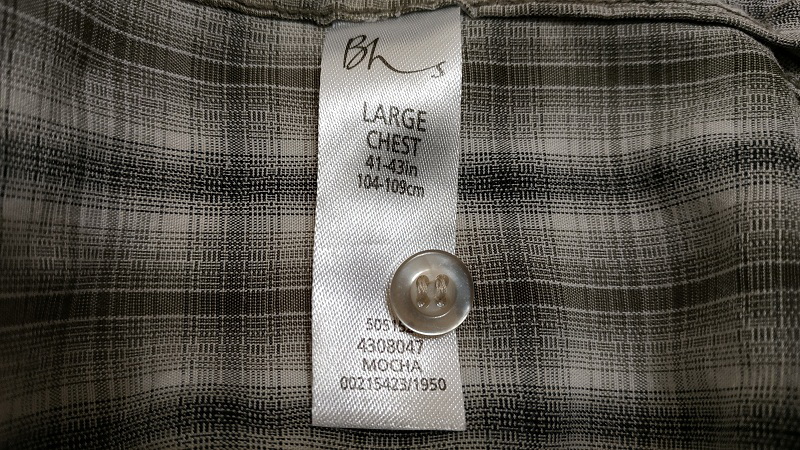 Bhs
LARGE
CHEST
41-43in
104-109cm
4308047
MOCHA
00215423/1950